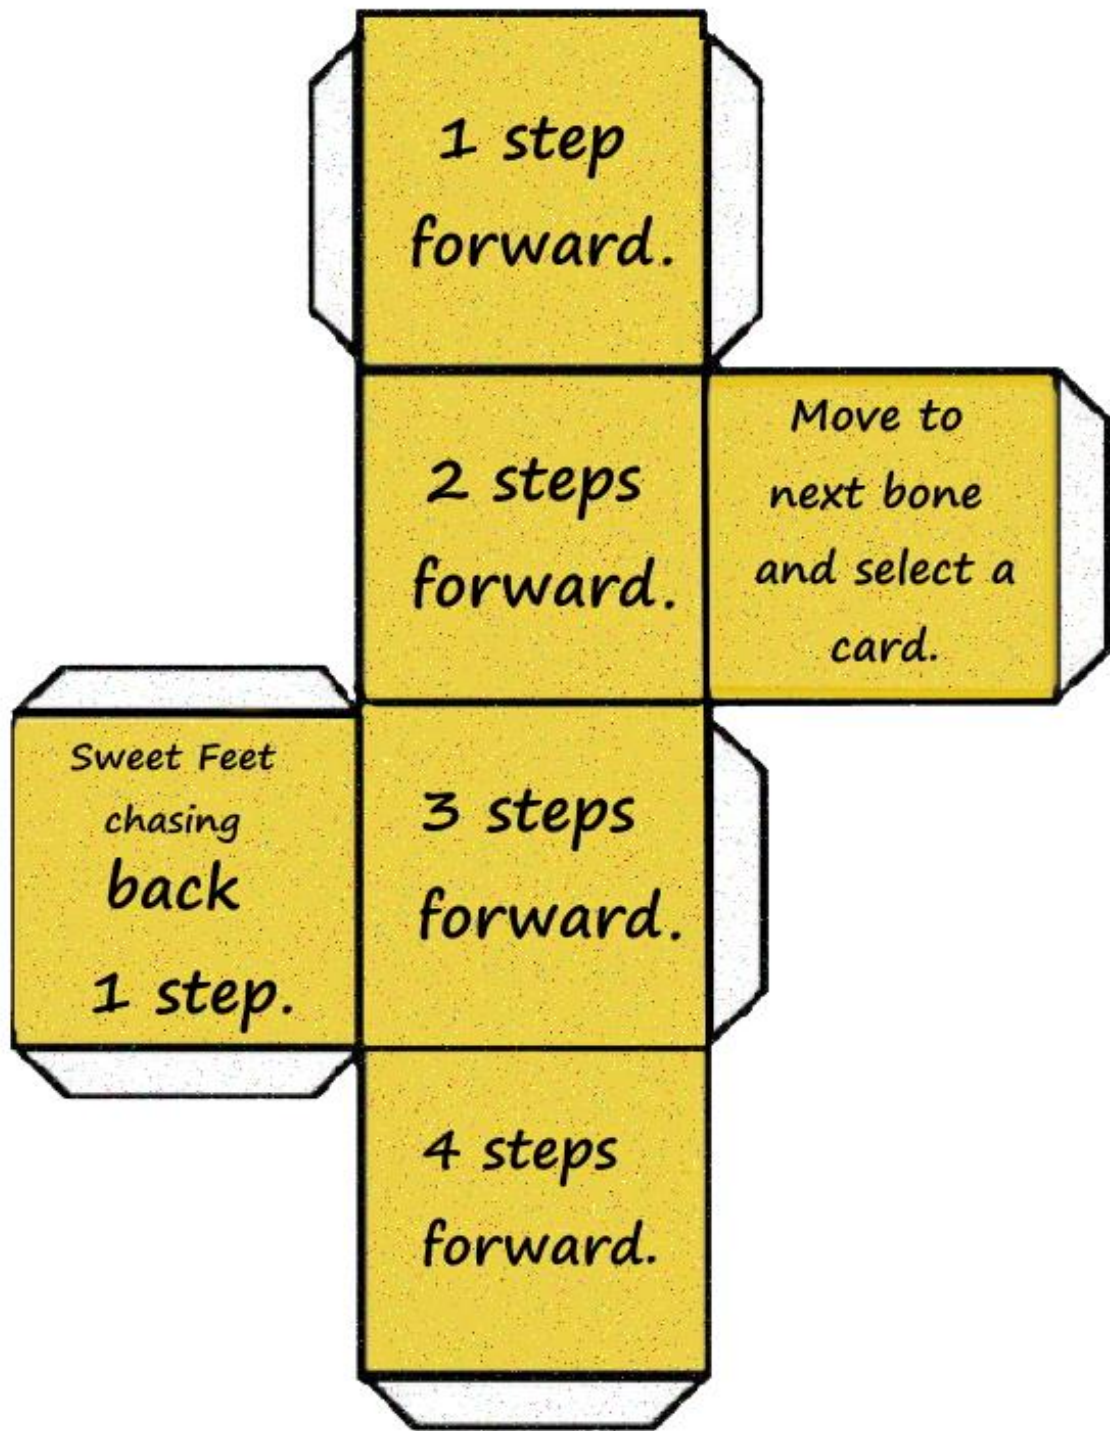 1 step
forward.
2 steps
forward.
Move to
next bone
and select a
card.
Sweet Feet
chasing
back
1 step.
3 steps
forward.
4 steps
forward.